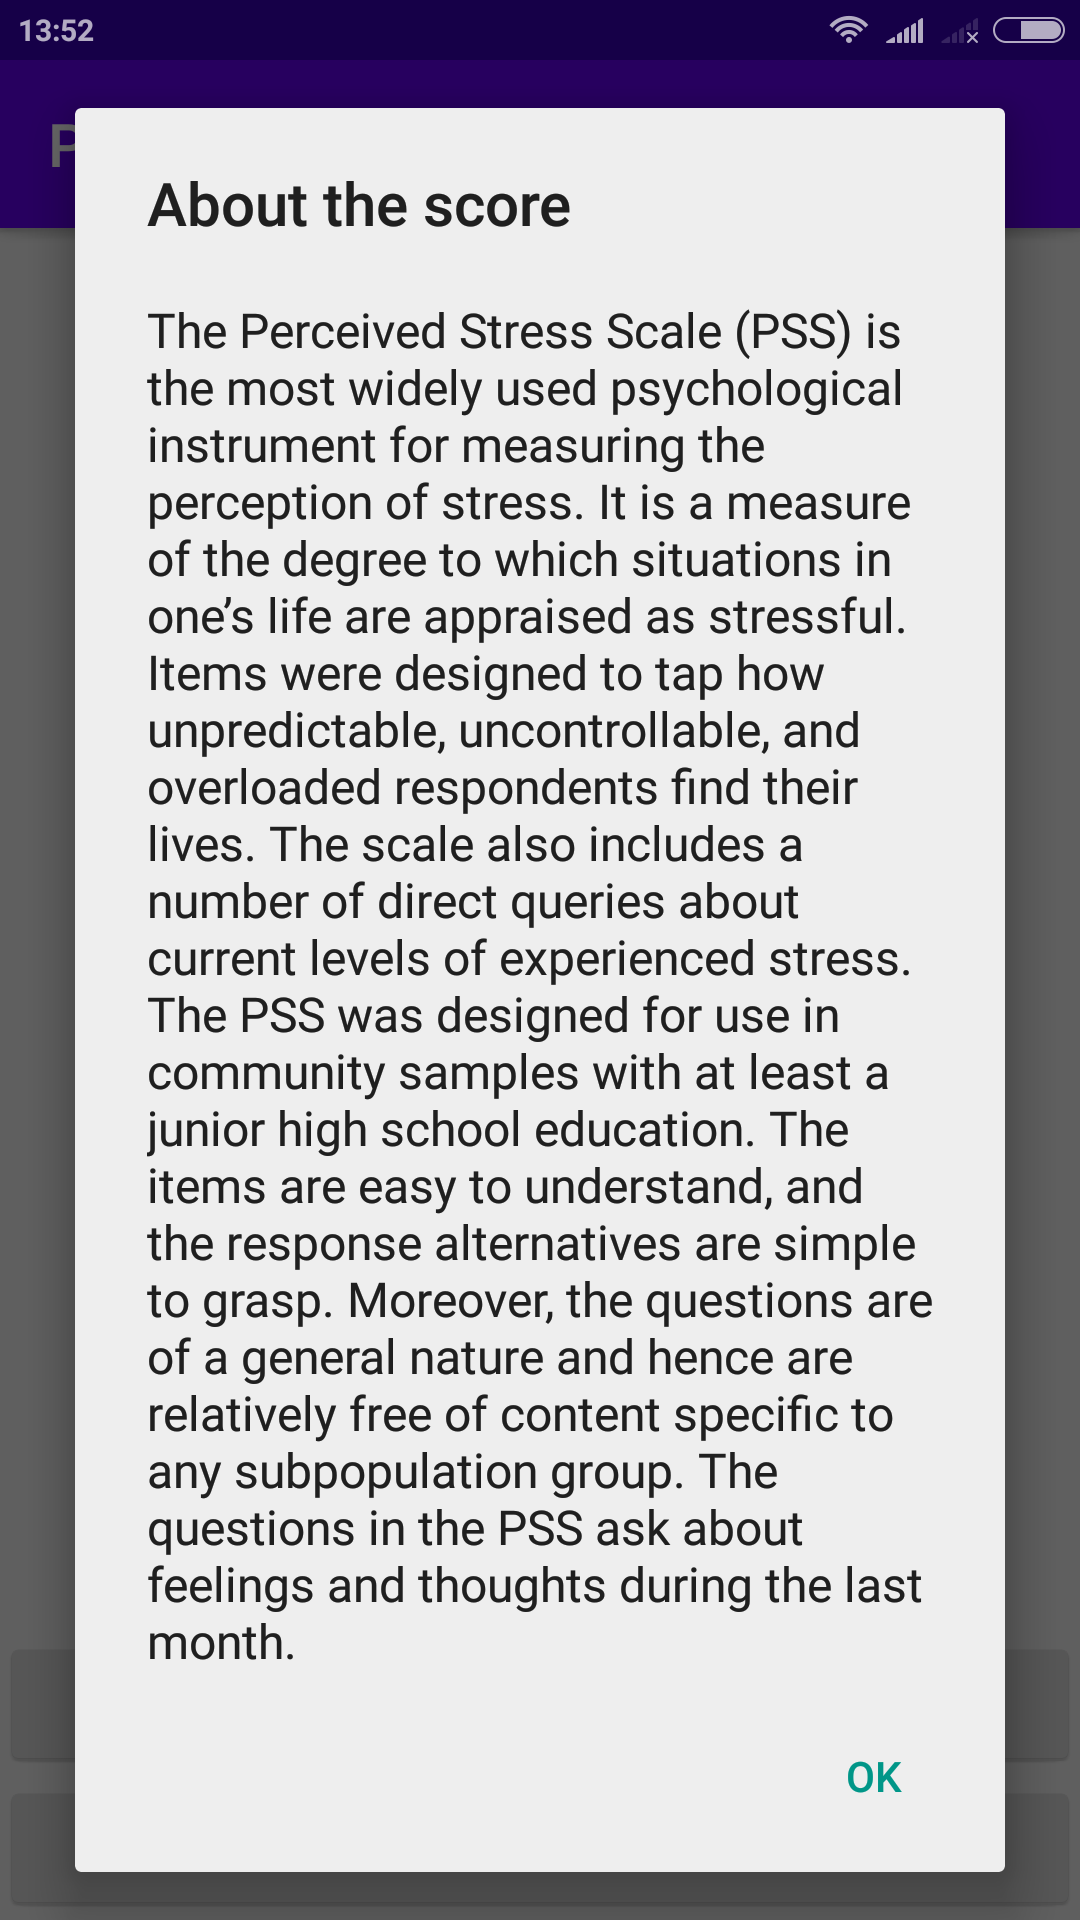 13:52
P
About the score
The Perceived Stress Scale (PSS) is
the most widely used psychological
instrument for measuring the
perception of stress. It is a measure
of the degree to which situations in
one’s life are appraised as stressful.
Items were designed to tap how
unpredictable, uncontrollable, and
overloaded respondents find their
lives. The scale also includes a
number of direct queries about
current levels of experienced stress.
The PSS was designed for use in
community samples with at least a
junior high school education. The
items are easy to understand, and
the response alternatives are simple
to grasp. Moreover, the questions are
of a general nature and hence are
relatively free of content specific to
any subpopulation group. The
questions in the PSS ask about
feelings and thoughts during the last
month.
OK